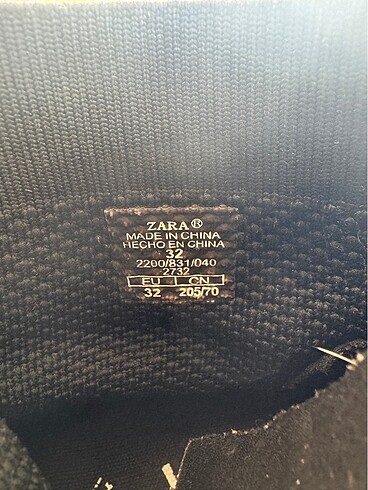 ZARA®
MADE IN CHINA
HECHO EN CHINA
32
2200/831/040
2732
EU CN
32 205/70